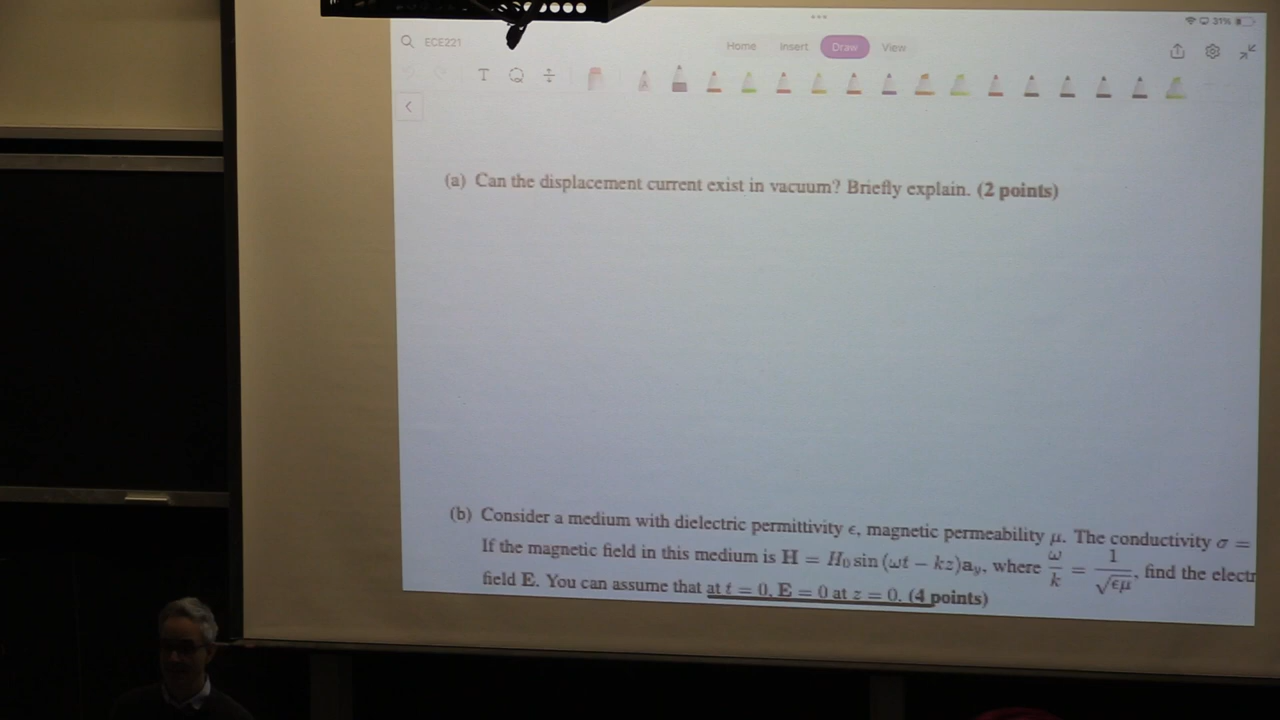 31%
ECE221
Home Insert Draw View
T
(a) Can the displacement current exist in vacuum? Briefly explain. (2 points)
(b) Consider a medium with dielectric permittivity ϵ, magnetic permeability μ. The conductivity σ =
If the magnetic field in this medium is H = H₀ sin (ωt − kz)a_y, where ω/k = 1/√ϵμ, find the electr
field E. You can assume that at t = 0, E = 0 at z = 0. (4 points)